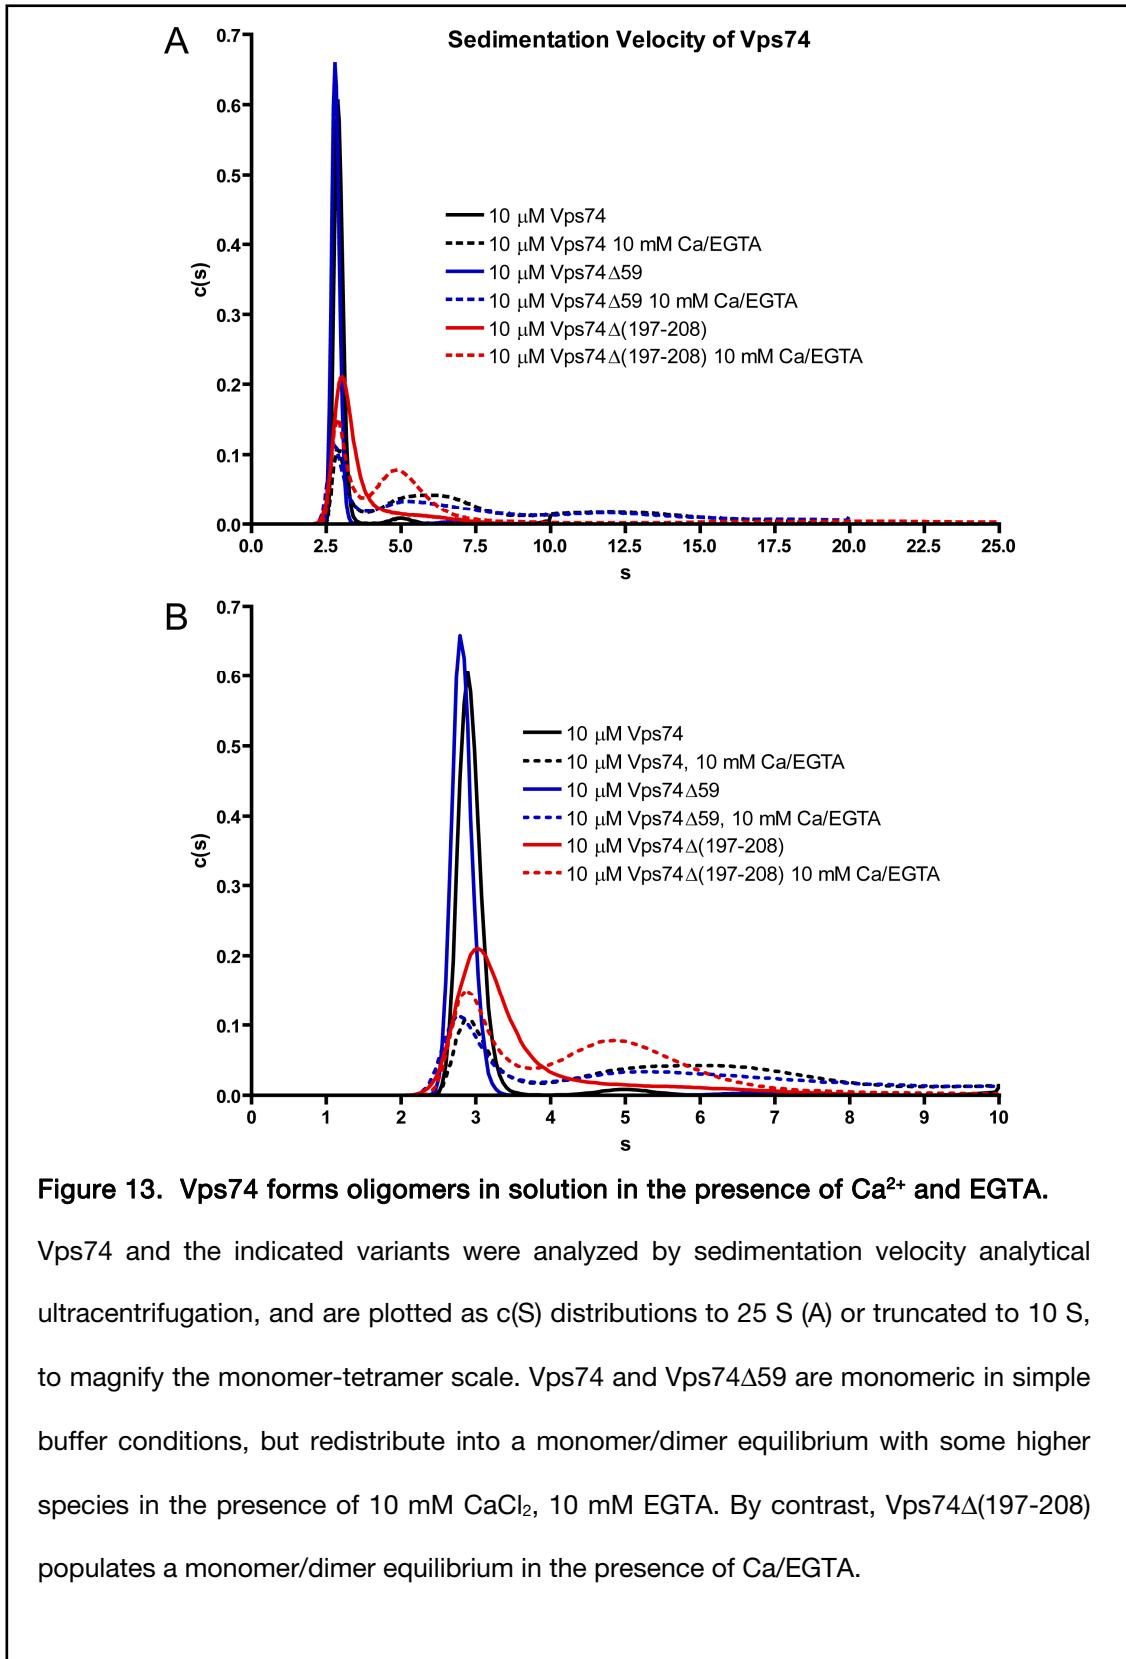 A
Sedimentation Velocity of Vps74
0.7
0.6
0.5
0.4
0.3
0.2
0.1
0.0
c(s)
10 μM Vps74
10 μM Vps74 10 mM Ca/EGTA
10 μM Vps74Δ59
10 μM Vps74Δ59 10 mM Ca/EGTA
10 μM Vps74Δ(197-208)
10 μM Vps74Δ(197-208) 10 mM Ca/EGTA
0.0 2.5 5.0 7.5 10.0 12.5 15.0 17.5 20.0 22.5 25.0
s
B
0.7
0.6
0.5
0.4
0.3
0.2
0.1
0.0
c(s)
10 μM Vps74
10 μM Vps74, 10 mM Ca/EGTA
10 μM Vps74Δ59
10 μM Vps74Δ59, 10 mM Ca/EGTA
10 μM Vps74Δ(197-208)
10 μM Vps74Δ(197-208) 10 mM Ca/EGTA
0 1 2 3 4 5 6 7 8 9 10
s
Figure 13. Vps74 forms oligomers in solution in the presence of Ca²⁺ and EGTA.
Vps74 and the indicated variants were analyzed by sedimentation velocity analytical
ultracentrifugation, and are plotted as c(S) distributions to 25 S (A) or truncated to 10 S,
to magnify the monomer-tetramer scale. Vps74 and Vps74Δ59 are monomeric in simple
buffer conditions, but redistribute into a monomer/dimer equilibrium with some higher
species in the presence of 10 mM CaCl₂, 10 mM EGTA. By contrast, Vps74Δ(197-208)
populates a monomer/dimer equilibrium in the presence of Ca/EGTA.